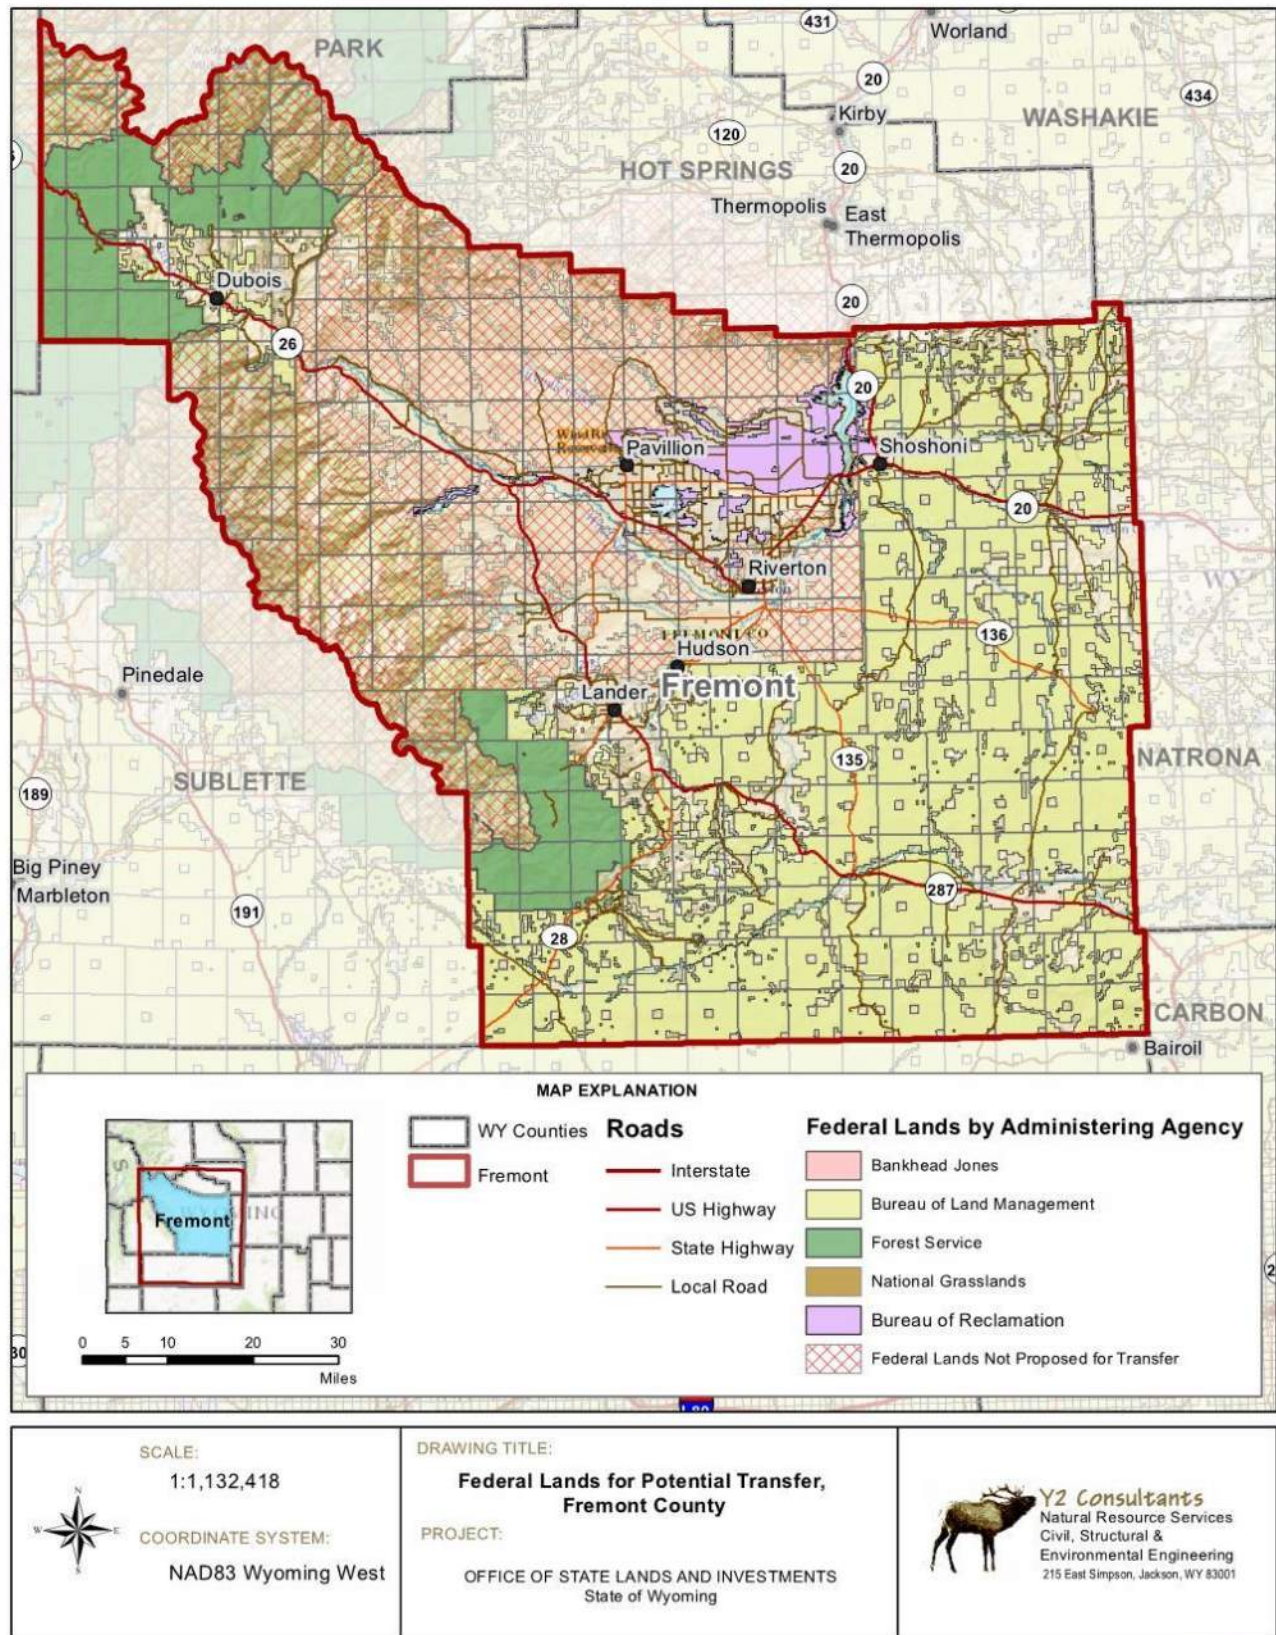 431
Worland
PARK
20
434
Kirby
WASHAKIE
120
HOT SPRINGS
20
Thermopolis
East
Thermopolis
Dubois
20
26
20
Pavillion
Shoshoni
20
WY
Riverton
136
FREMONT CO
Hudson
Pinedale
Lander
Fremont
135
NATRONA
SUBLETTE
189
Big Piney
Marbleton
287
191
28
CARBON
Bairoil
MAP EXPLANATION
WY Counties
Fremont
Roads
Interstate
US Highway
State Highway
Local Road
Federal Lands by Administering Agency
Bankhead Jones
Bureau of Land Management
Forest Service
National Grasslands
Bureau of Reclamation
Federal Lands Not Proposed for Transfer
WYOMING
Fremont
0 5 10 20 30
Miles
N
W E
S
SCALE:
1:1,132,418
COORDINATE SYSTEM:
NAD83 Wyoming West
DRAWING TITLE:
Federal Lands for Potential Transfer,
Fremont County
PROJECT:
OFFICE OF STATE LANDS AND INVESTMENTS
State of Wyoming
Y2 Consultants
Natural Resource Services
Civil, Structural &
Environmental Engineering
215 East Simpson, Jackson, WY 83001